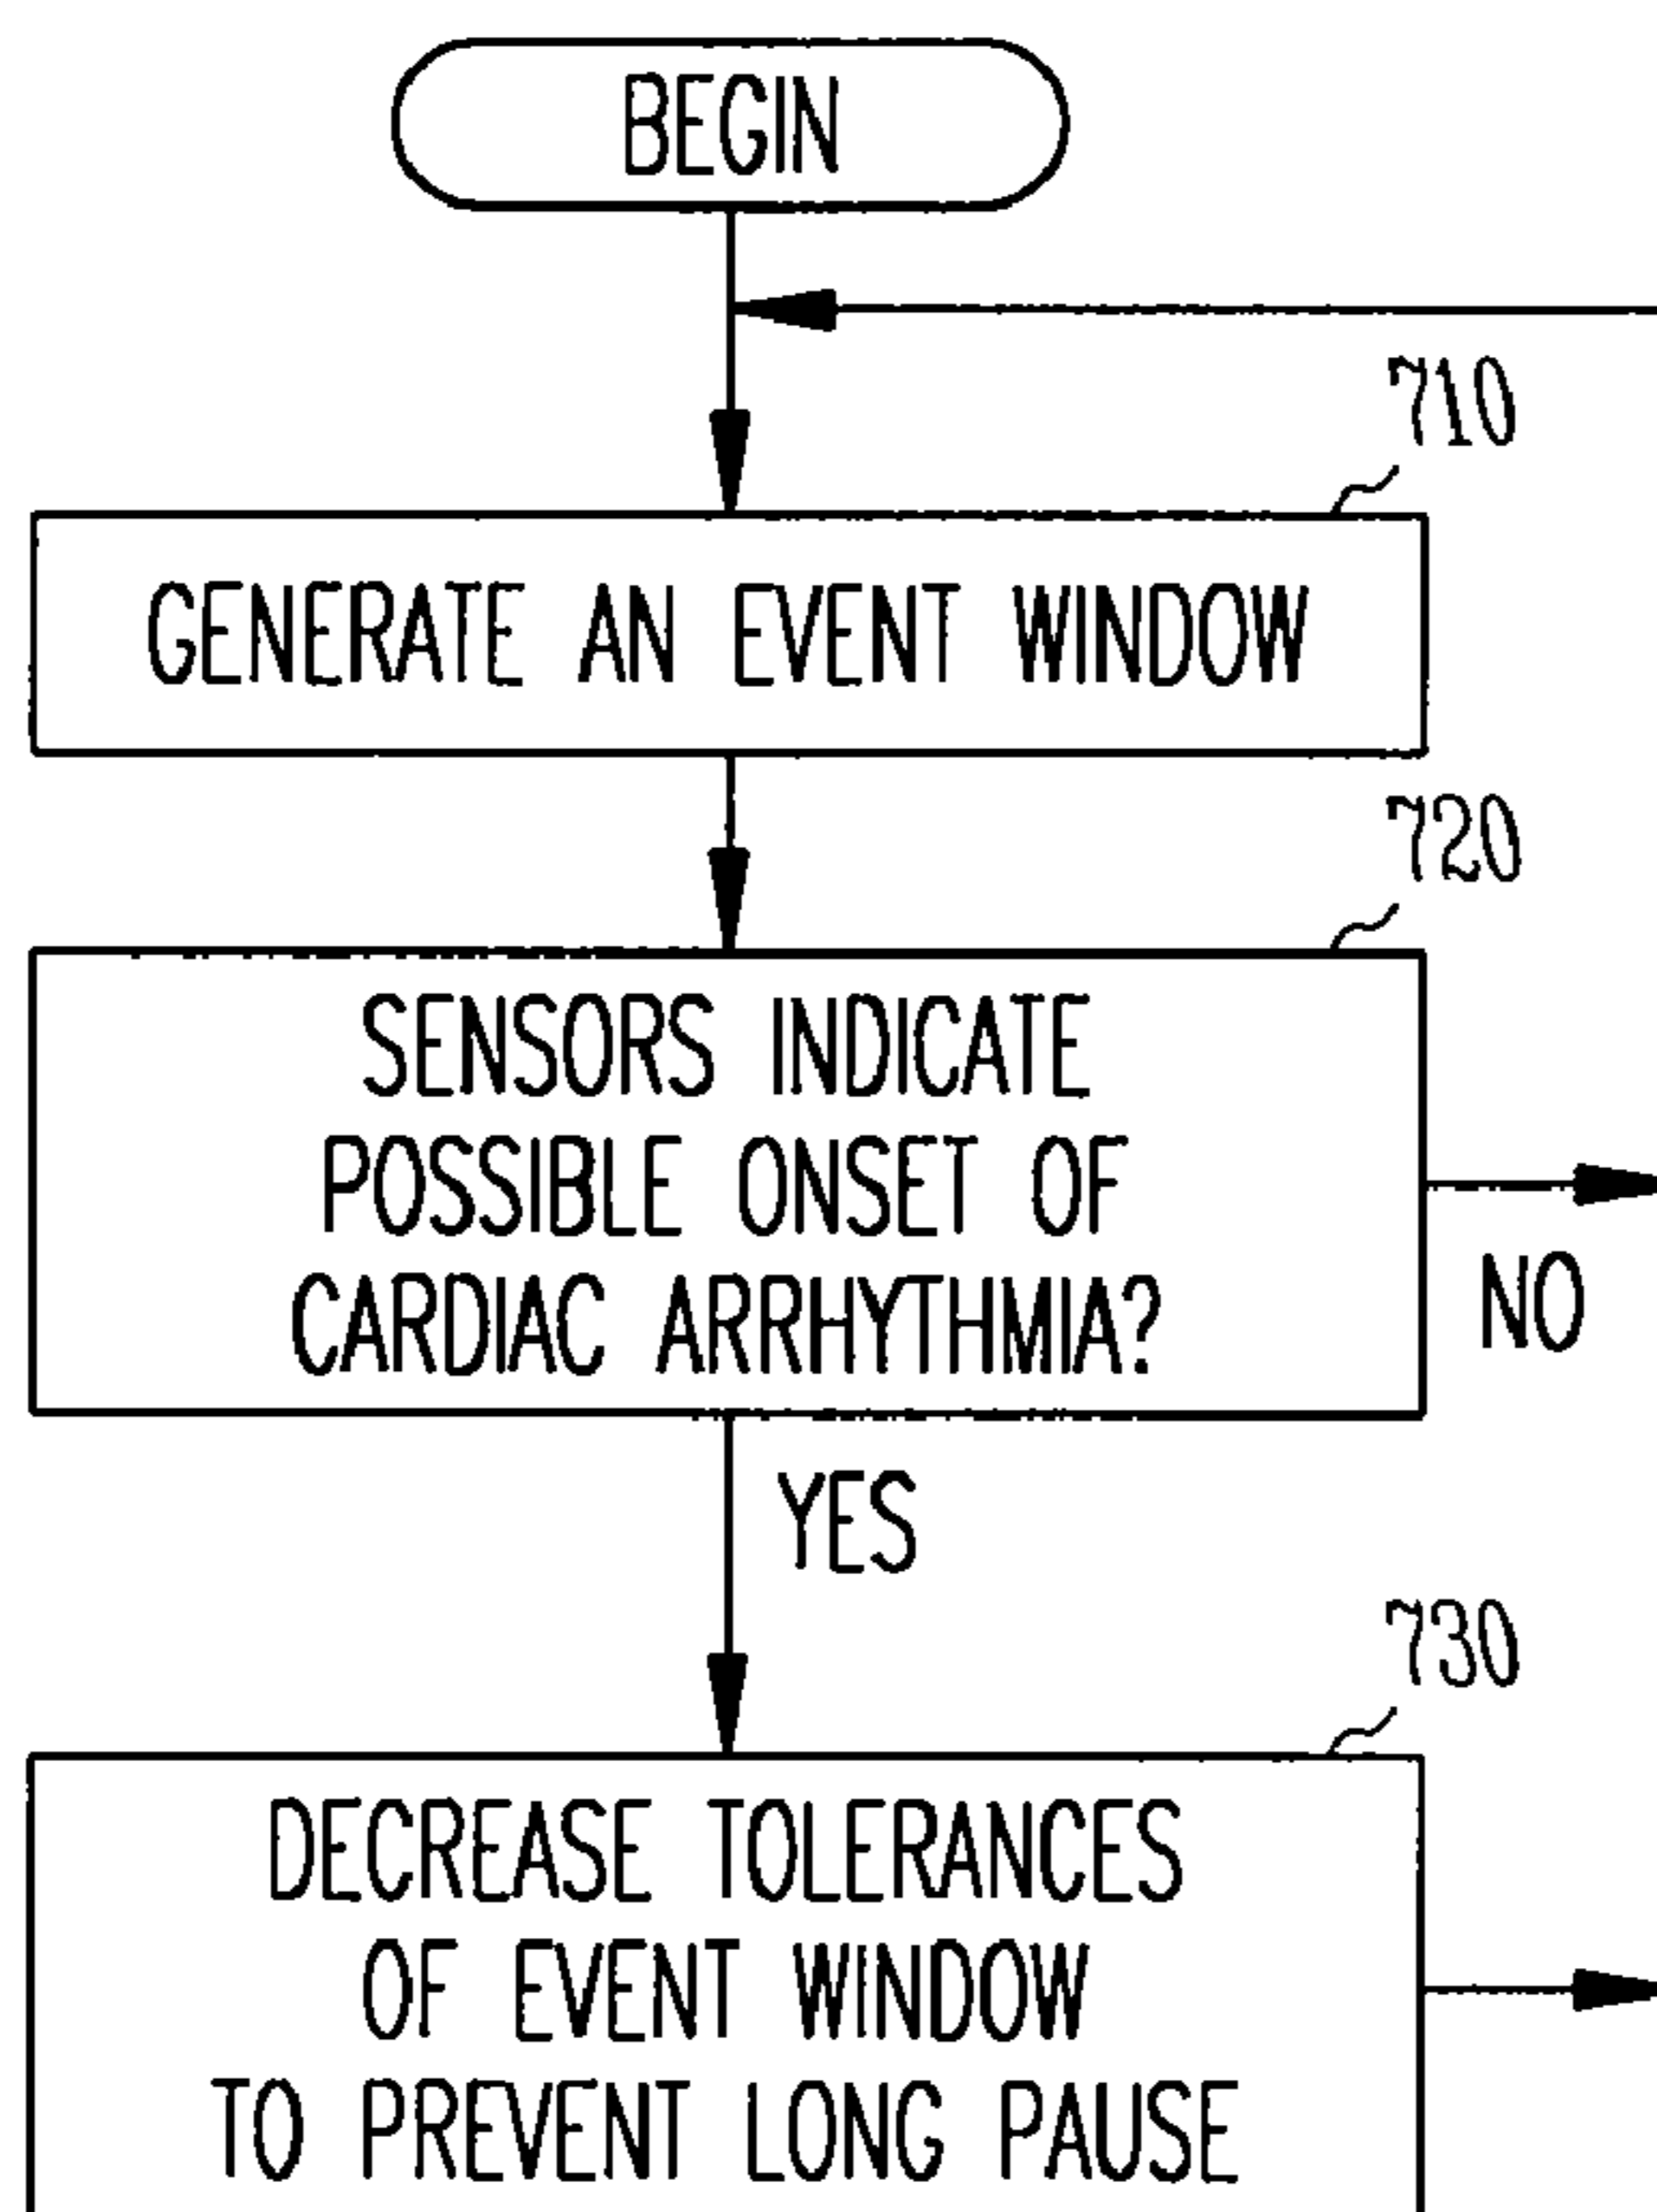 BEGIN
710
GENERATE AN EVENT WINDOW
720
SENSORS INDICATE
POSSIBLE ONSET OF
CARDIAC ARRHYTHMIA?
NO
YES
730
DECREASE TOLERANCES
OF EVENT WINDOW
TO PREVENT LONG PAUSE